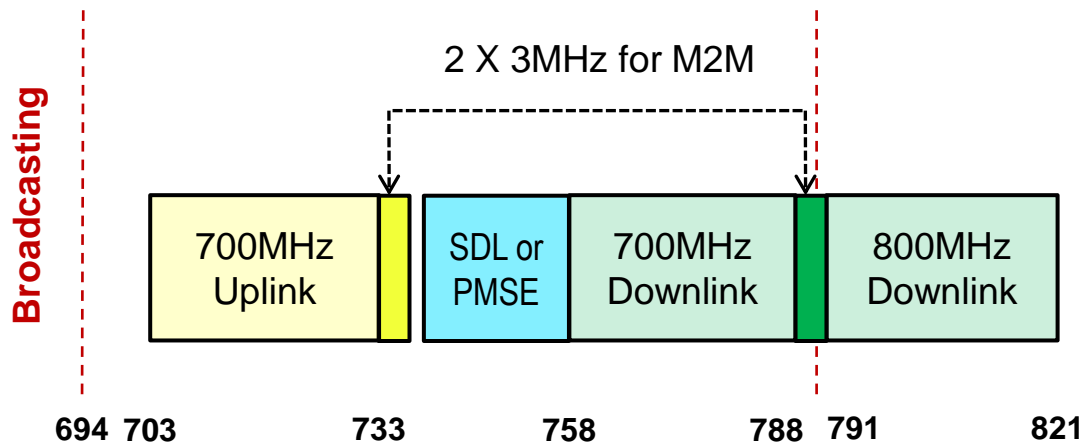 2 X 3MHz for M2M
Broadcasting
700MHz
Uplink
SDL or
PMSE
700MHz
Downlink
800MHz
Downlink
694 703 733 758 788 791 821